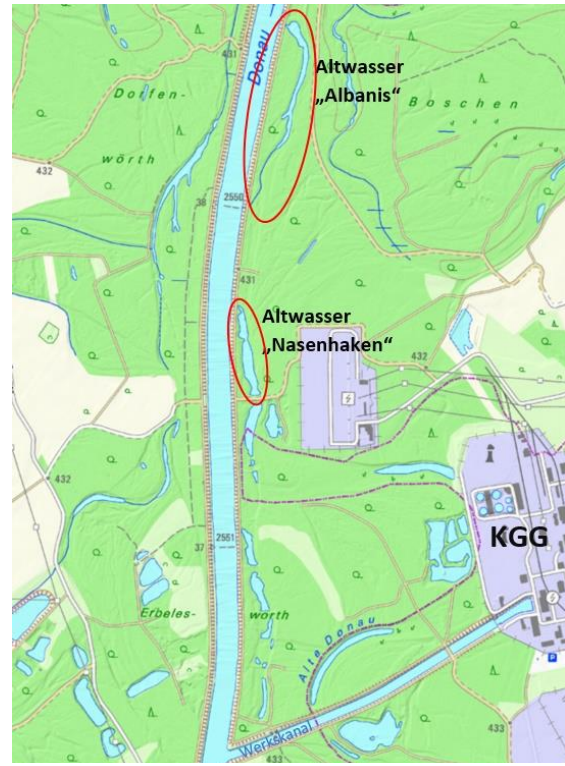 Donau
431
Altwasser
„Albanis“
Dorfen-
Boschen
wörth
432
38
2550
431
Altwasser
„Nasenhaken“
432
432
KGG
37
2551
Erbeles-
wörth
Alte Donau
P
Werkskanal
433
433